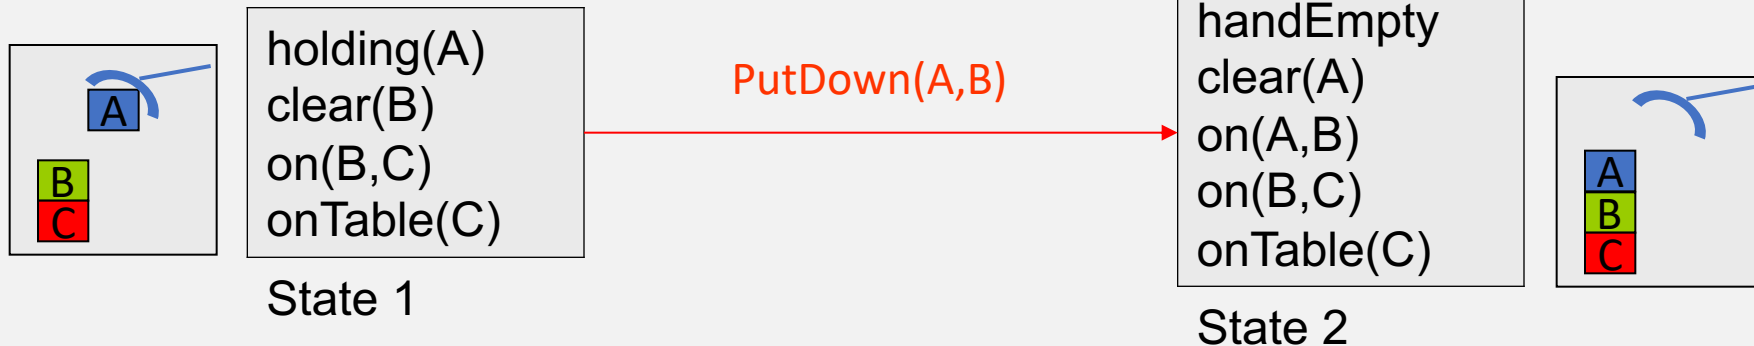 A
B
C
holding(A)
clear(B)
on(B,C)
onTable(C)
State 1
PutDown(A,B)
handEmpty
clear(A)
on(A,B)
on(B,C)
onTable(C)
State 2
A
B
C